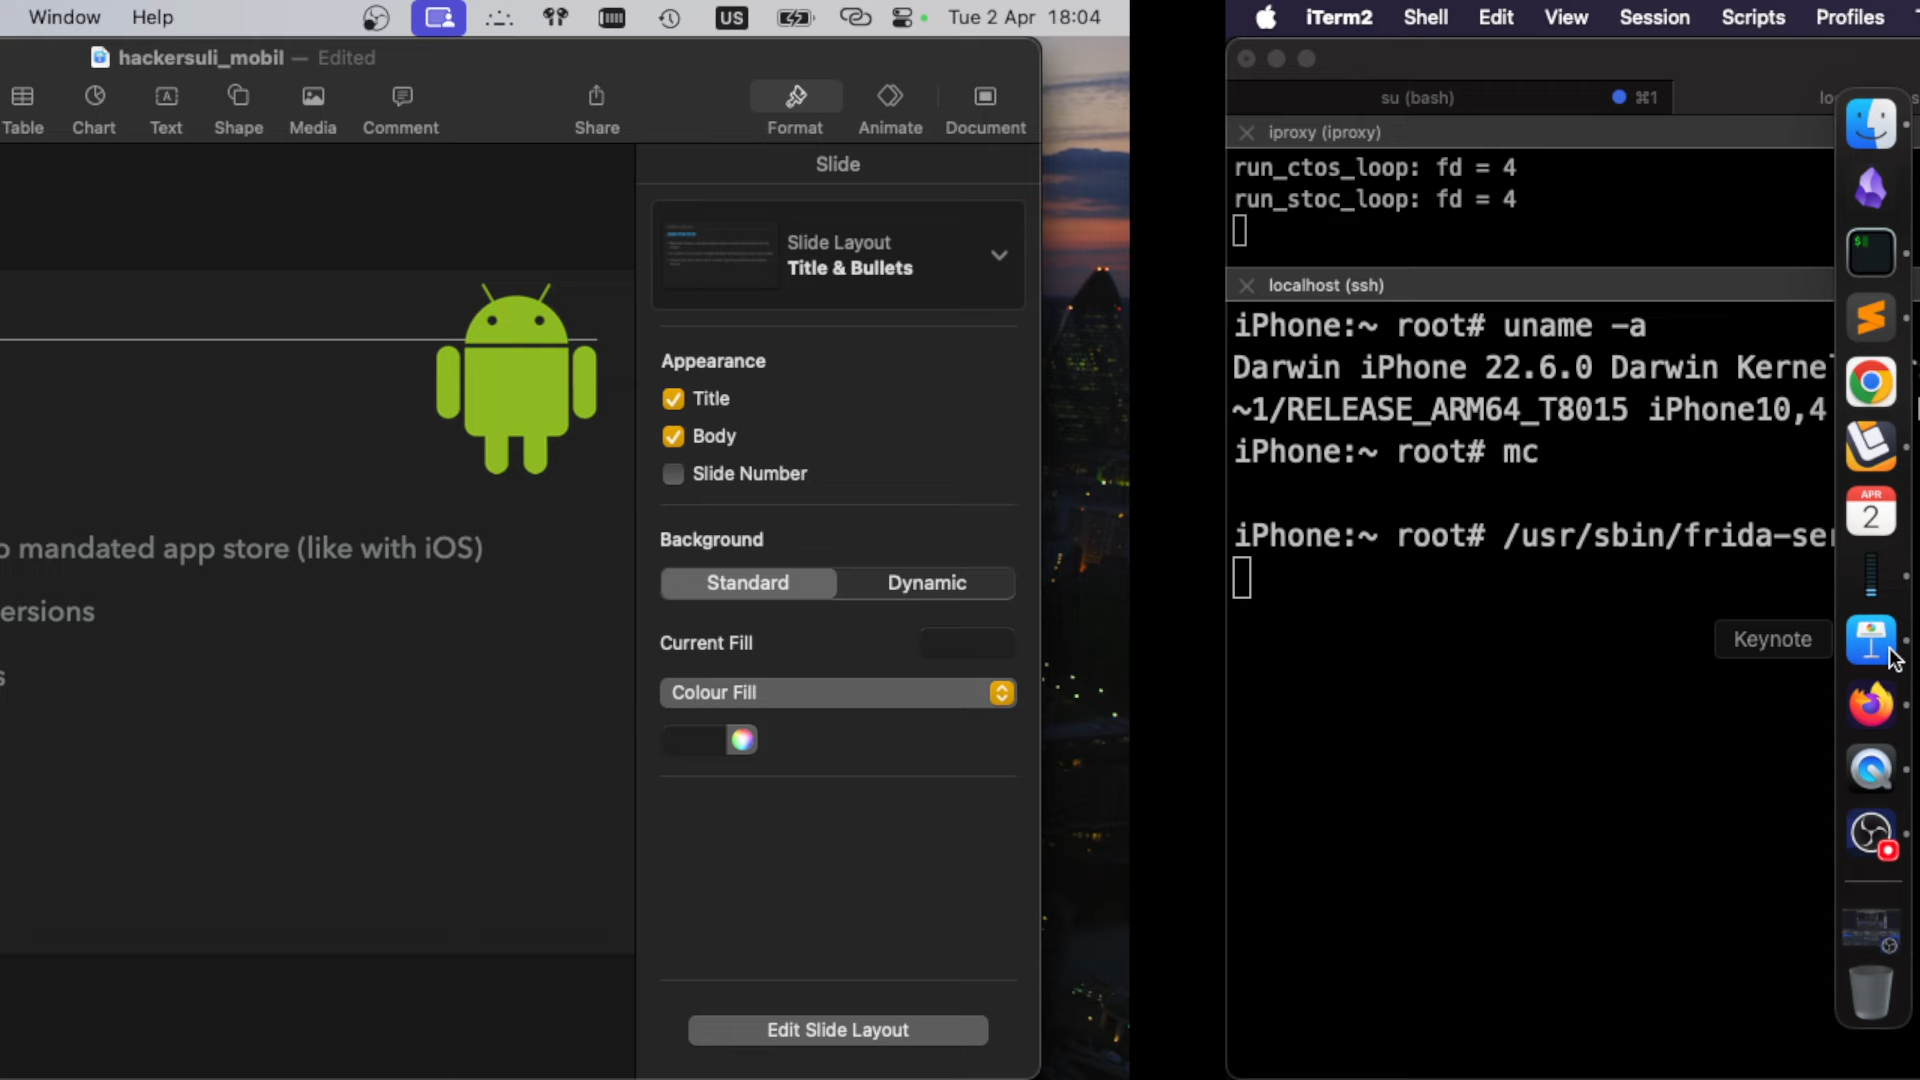 Window Help
US
Tue 2 Apr 18:04
hackersuli_mobil — Edited
Table Chart Text Shape Media Comment Share Format Animate Document
Slide
Slide Layout
Title & Bullets
Appearance
Title
Body
Slide Number
Background
Standard Dynamic
Current Fill
Colour Fill
Edit Slide Layout
mandated app store (like with iOS)
iTerm2 Shell Edit View Session Scripts Profiles
su (bash) ⌘1
iproxy (iproxy)
run_ctos_loop: fd = 4
run_stoc_loop: fd = 4
localhost (ssh)
iPhone:~ root# uname -a
Darwin iPhone 22.6.0 Darwin Kerne
~1/RELEASE_ARM64_T8015 iPhone10,4
iPhone:~ root# mc
iPhone:~ root# /usr/sbin/frida-se
Keynote
APR
2